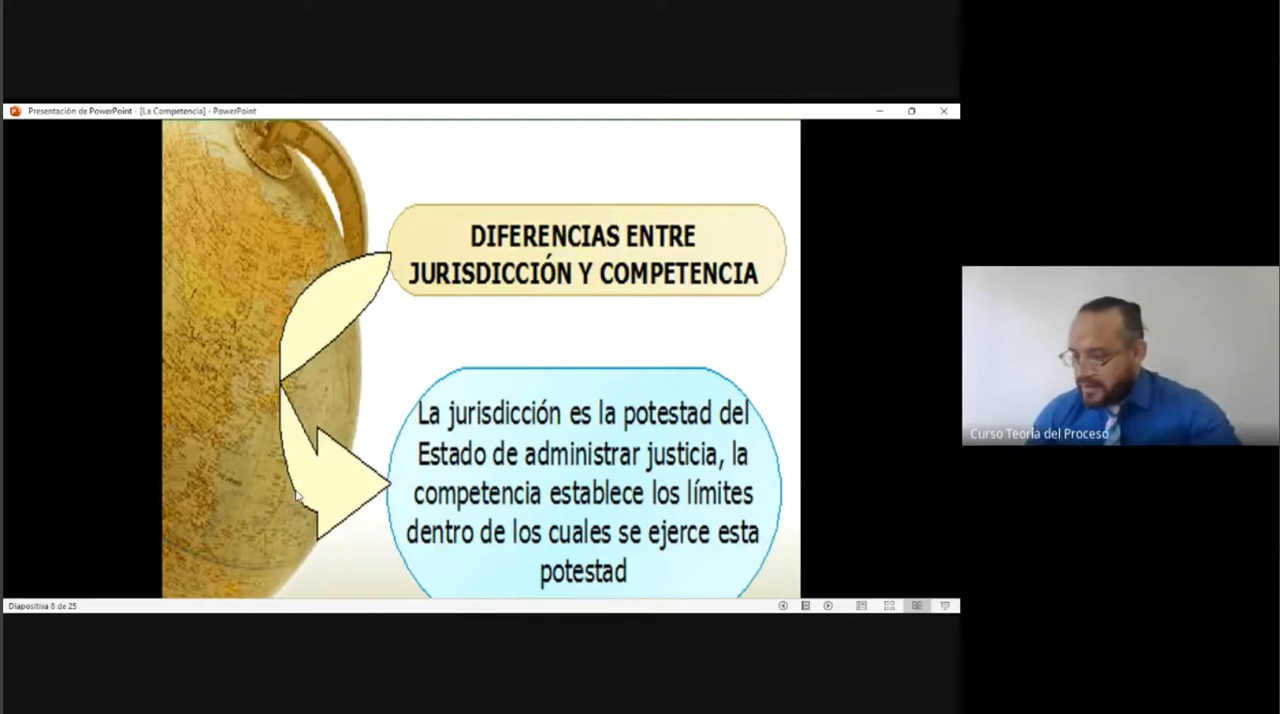 Presentación de PowerPoint - [La Competencia] - PowerPoint
DIFERENCIAS ENTRE
JURISDICCIÓN Y COMPETENCIA
La jurisdicción es la potestad del
Estado de administrar justicia, la
competencia establece los límites
dentro de los cuales se ejerce esta
potestad
Curso Teoría del Proceso
Diapositiva 8 de 25